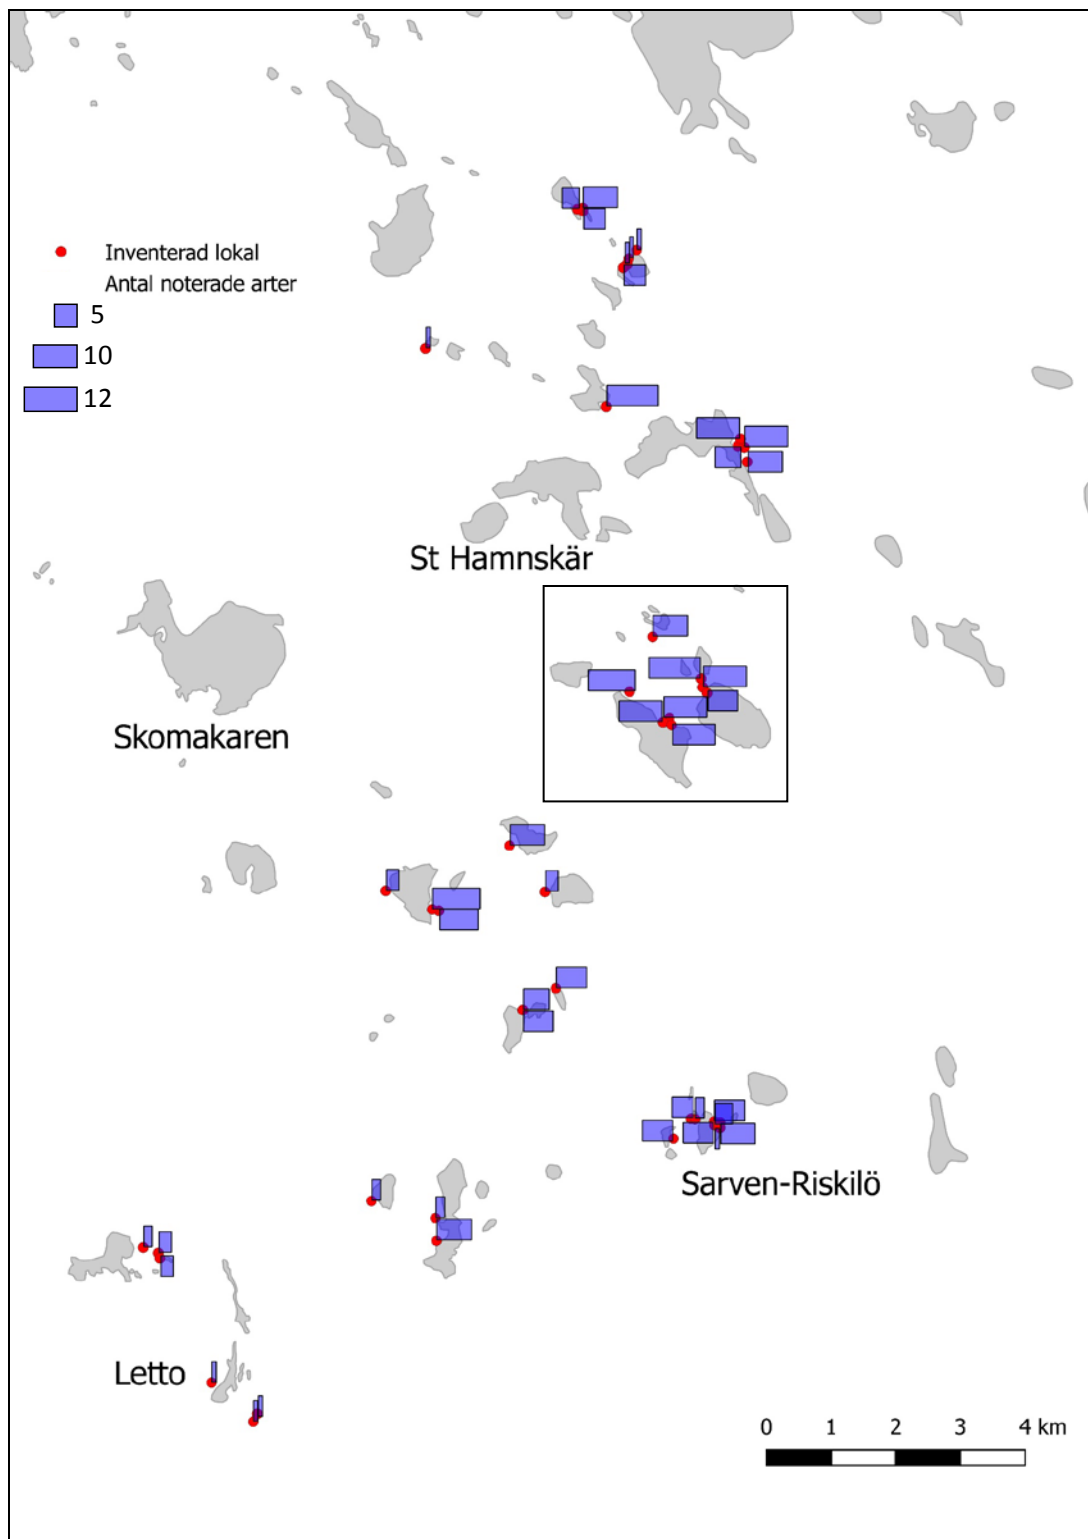 Inventerad lokal
Antal noterade arter
5
10
12
St Hamnskär
Skomakaren
Sarven-Riskilö
Letto
0 1 2 3 4 km